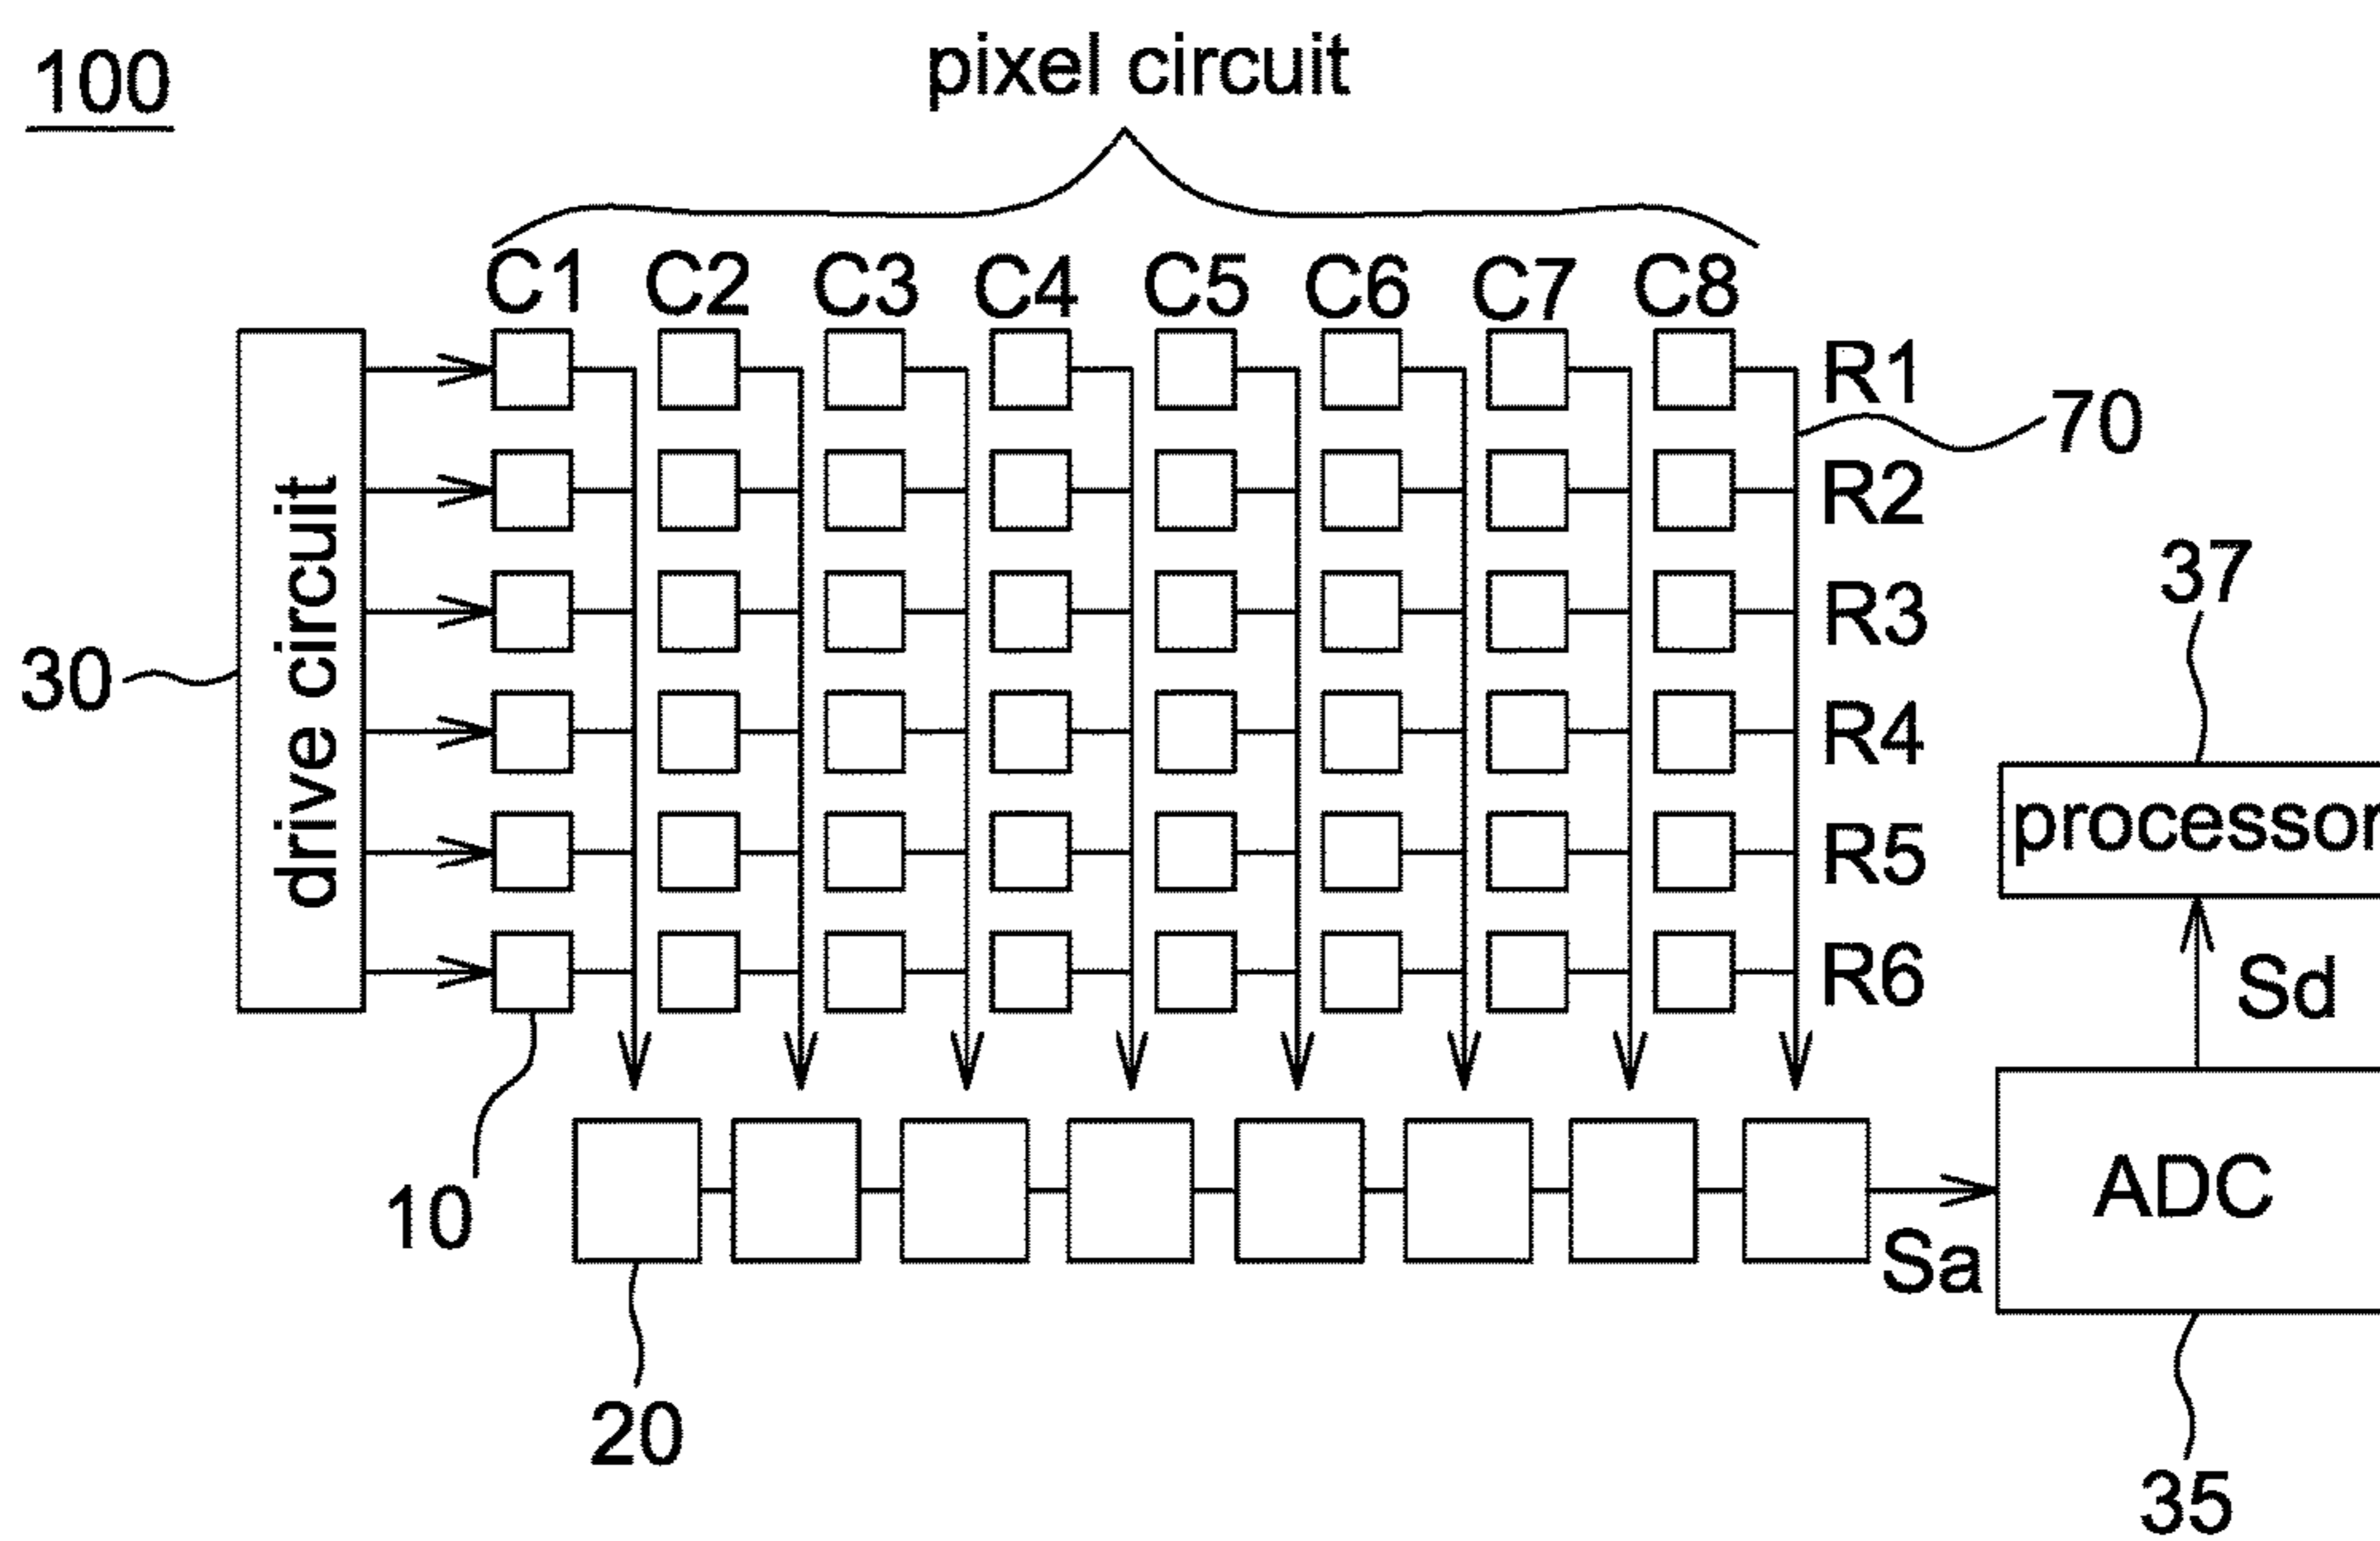 100
pixel circuit
C1 C2 C3 C4 C5 C6 C7 C8
R1
70
R2
37
R3
drive circuit
30
R4
processor
R5
R6
Sd
10
ADC
Sa
20
35